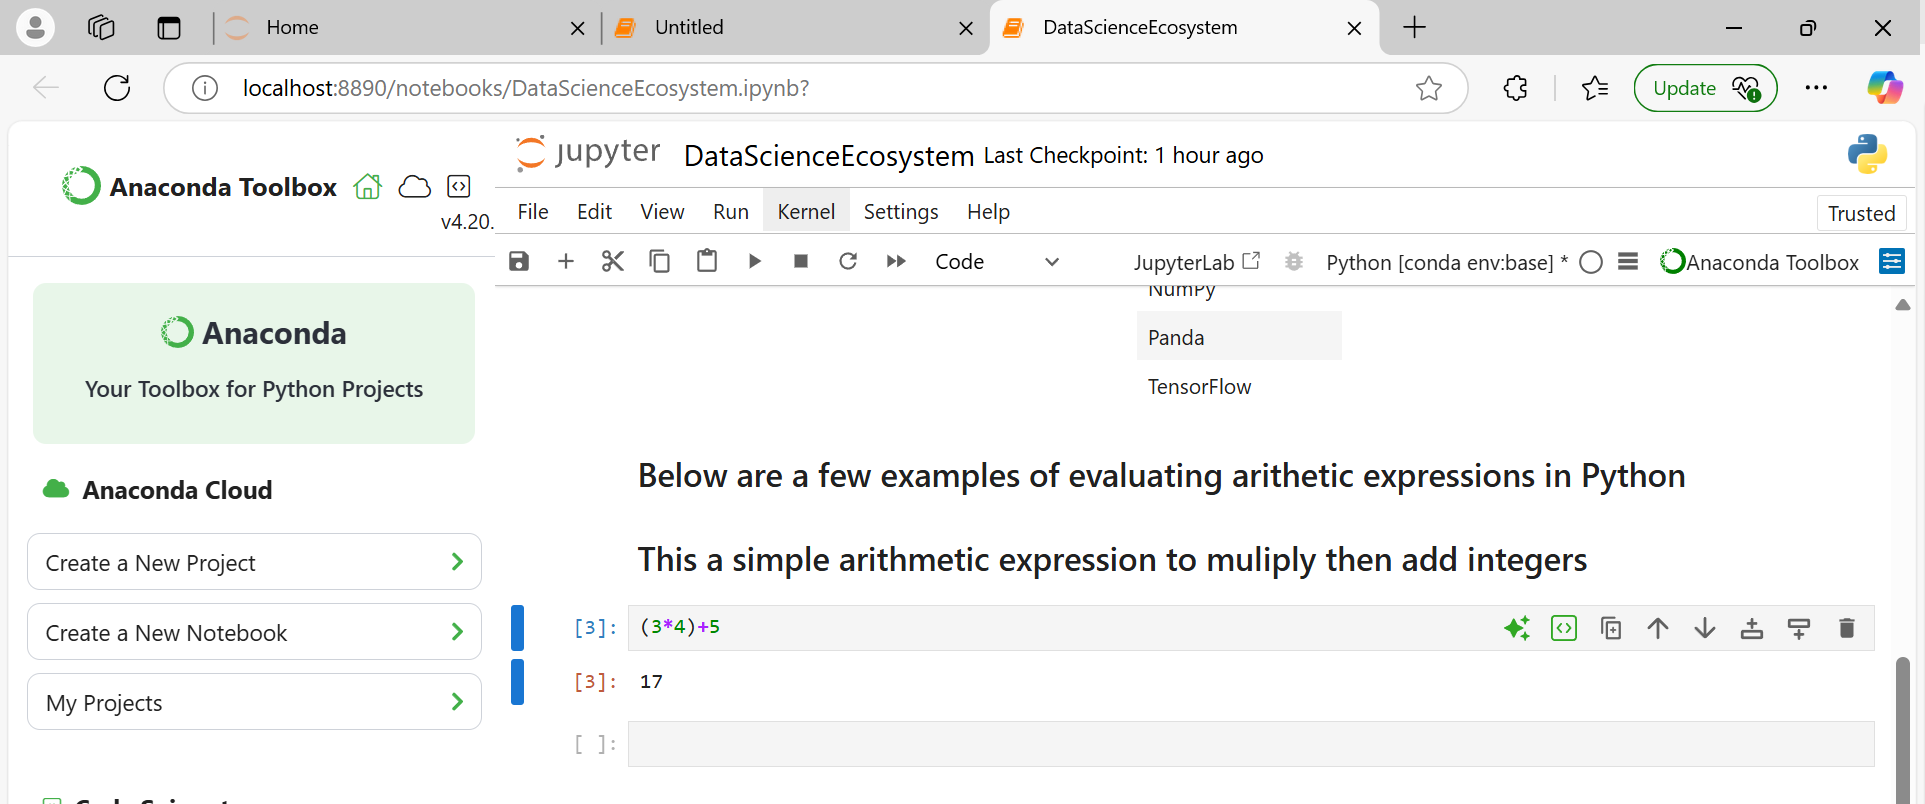 Home
Untitled
DataScienceEcosystem
localhost:8890/notebooks/DataScienceEcosystem.ipynb?
Update
Anaconda Toolbox
v4.20.
Anaconda
Your Toolbox for Python Projects
Anaconda Cloud
Create a New Project
Create a New Notebook
My Projects
jupyter DataScienceEcosystem Last Checkpoint: 1 hour ago
File Edit View Run Kernel Settings Help
Trusted
Code JupyterLab Python [conda env:base] * Anaconda Toolbox
NumPy
Panda
TensorFlow
Below are a few examples of evaluating arithetic expressions in Python
This a simple arithmetic expression to muliply then add integers
[3]: (3*4)+5
[3]: 17
[ ]: